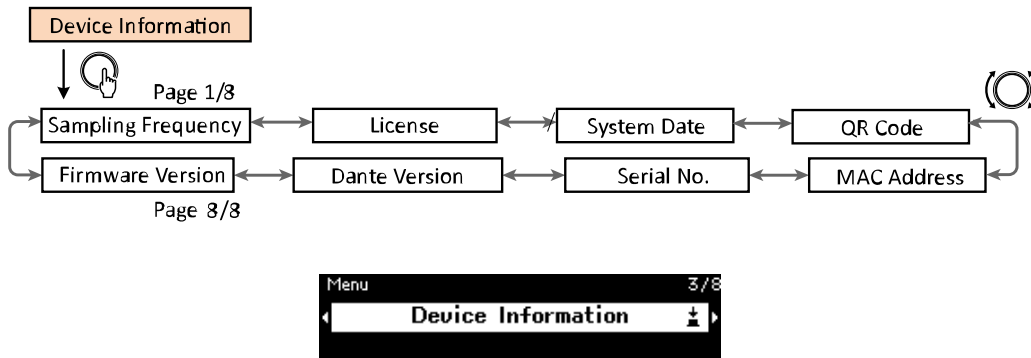 Device Information
Page 1/8
Sampling Frequency
License
System Date
QR Code
Firmware Version
Dante Version
Serial No.
MAC Address
Page 8/8
Menu 3/8
Device Information